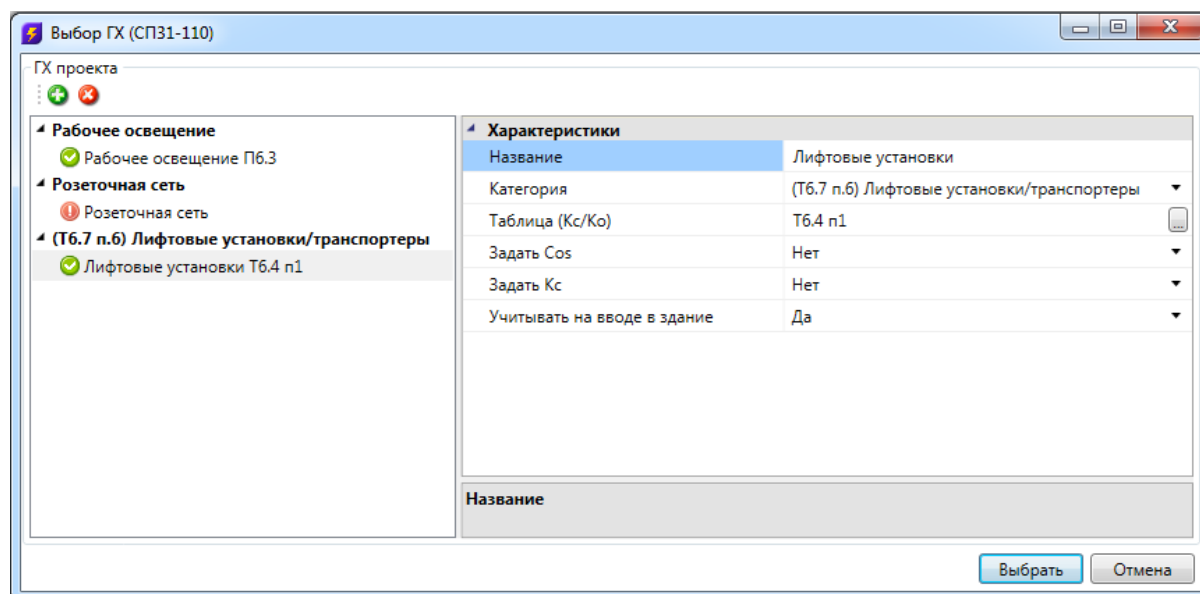 Выбор ГХ (СП31-110)
ГХ проекта
Рабочее освещение
Рабочее освещение П6.3
Розеточная сеть
Розеточная сеть
(Т6.7 п.6) Лифтовые установки/транспортеры
Лифтовые установки Т6.4 п1
Характеристики
Название Лифтовые установки
Категория (Т6.7 п.6) Лифтовые установки/транспортеры
Таблица (Кс/Ко) Т6.4 п1 ...
Задать Cos Нет
Задать Кс Нет
Учитывать на вводе в здание Да
Название
Выбрать Отмена